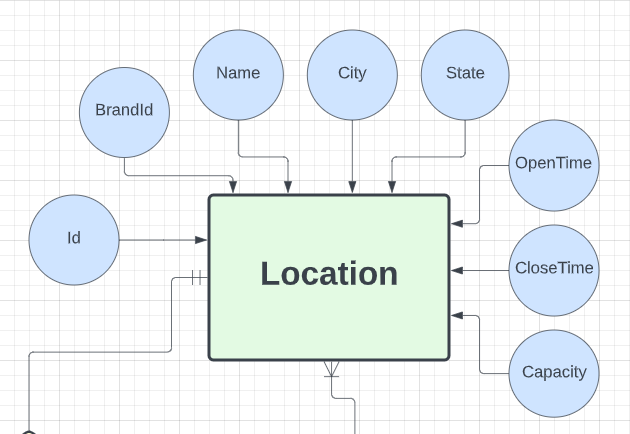 Name
City
State
BrandId
OpenTime
Id
CloseTime
Location
Capacity